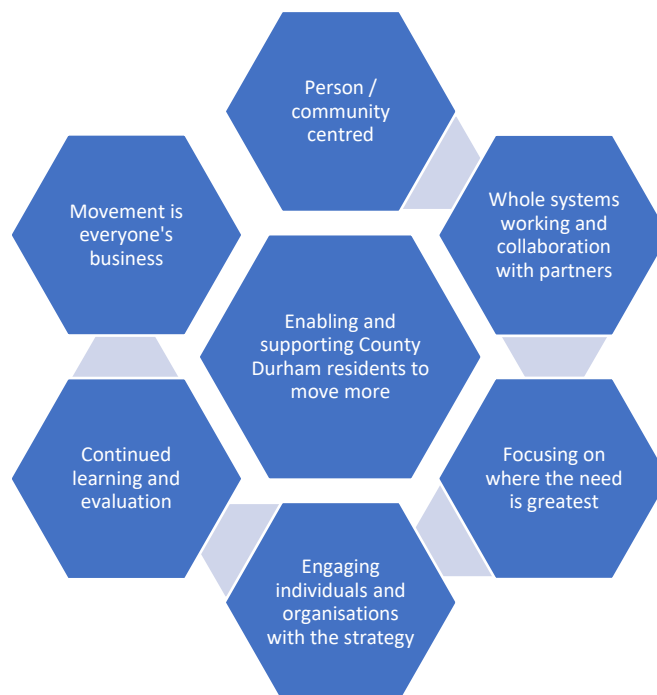 Person /
community
centred
Whole systems
working and
collaboration
with partners
Focusing on
where the need
is greatest
Engaging
individuals and
organisations
with the strategy
Continued
learning and
evaluation
Movement is
everyone's
business
Enabling and
supporting County
Durham residents to
move more